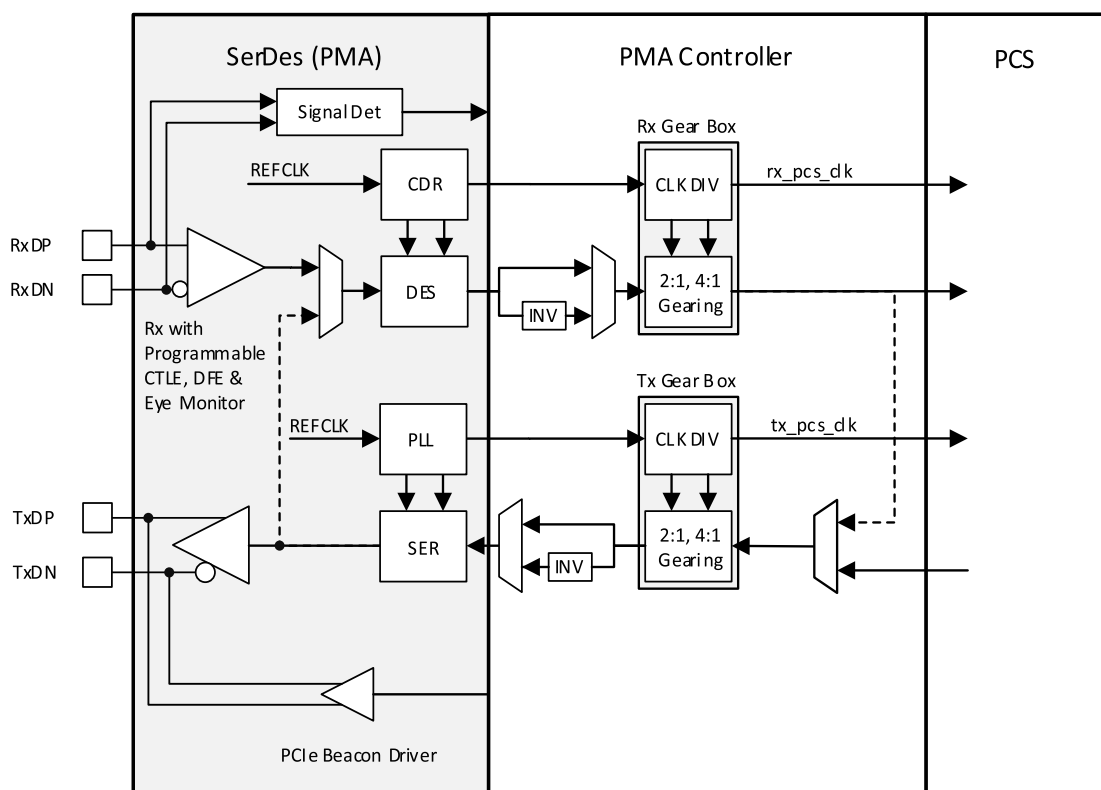 SerDes (PMA)
PMA Controller
PCS
Signal Det
Rx Gear Box
REFCLK
CDR
CLK DIV
rx_pcs_clk
RxDP
RxDN
DES
INV
2:1, 4:1
Gearing
Rx with
Programmable
CTLE, DFE &
Eye Monitor
Tx Gear Box
REFCLK
PLL
CLK DIV
tx_pcs_clk
TxDP
TxDN
SER
INV
2:1, 4:1
Gearing
PCIe Beacon Driver